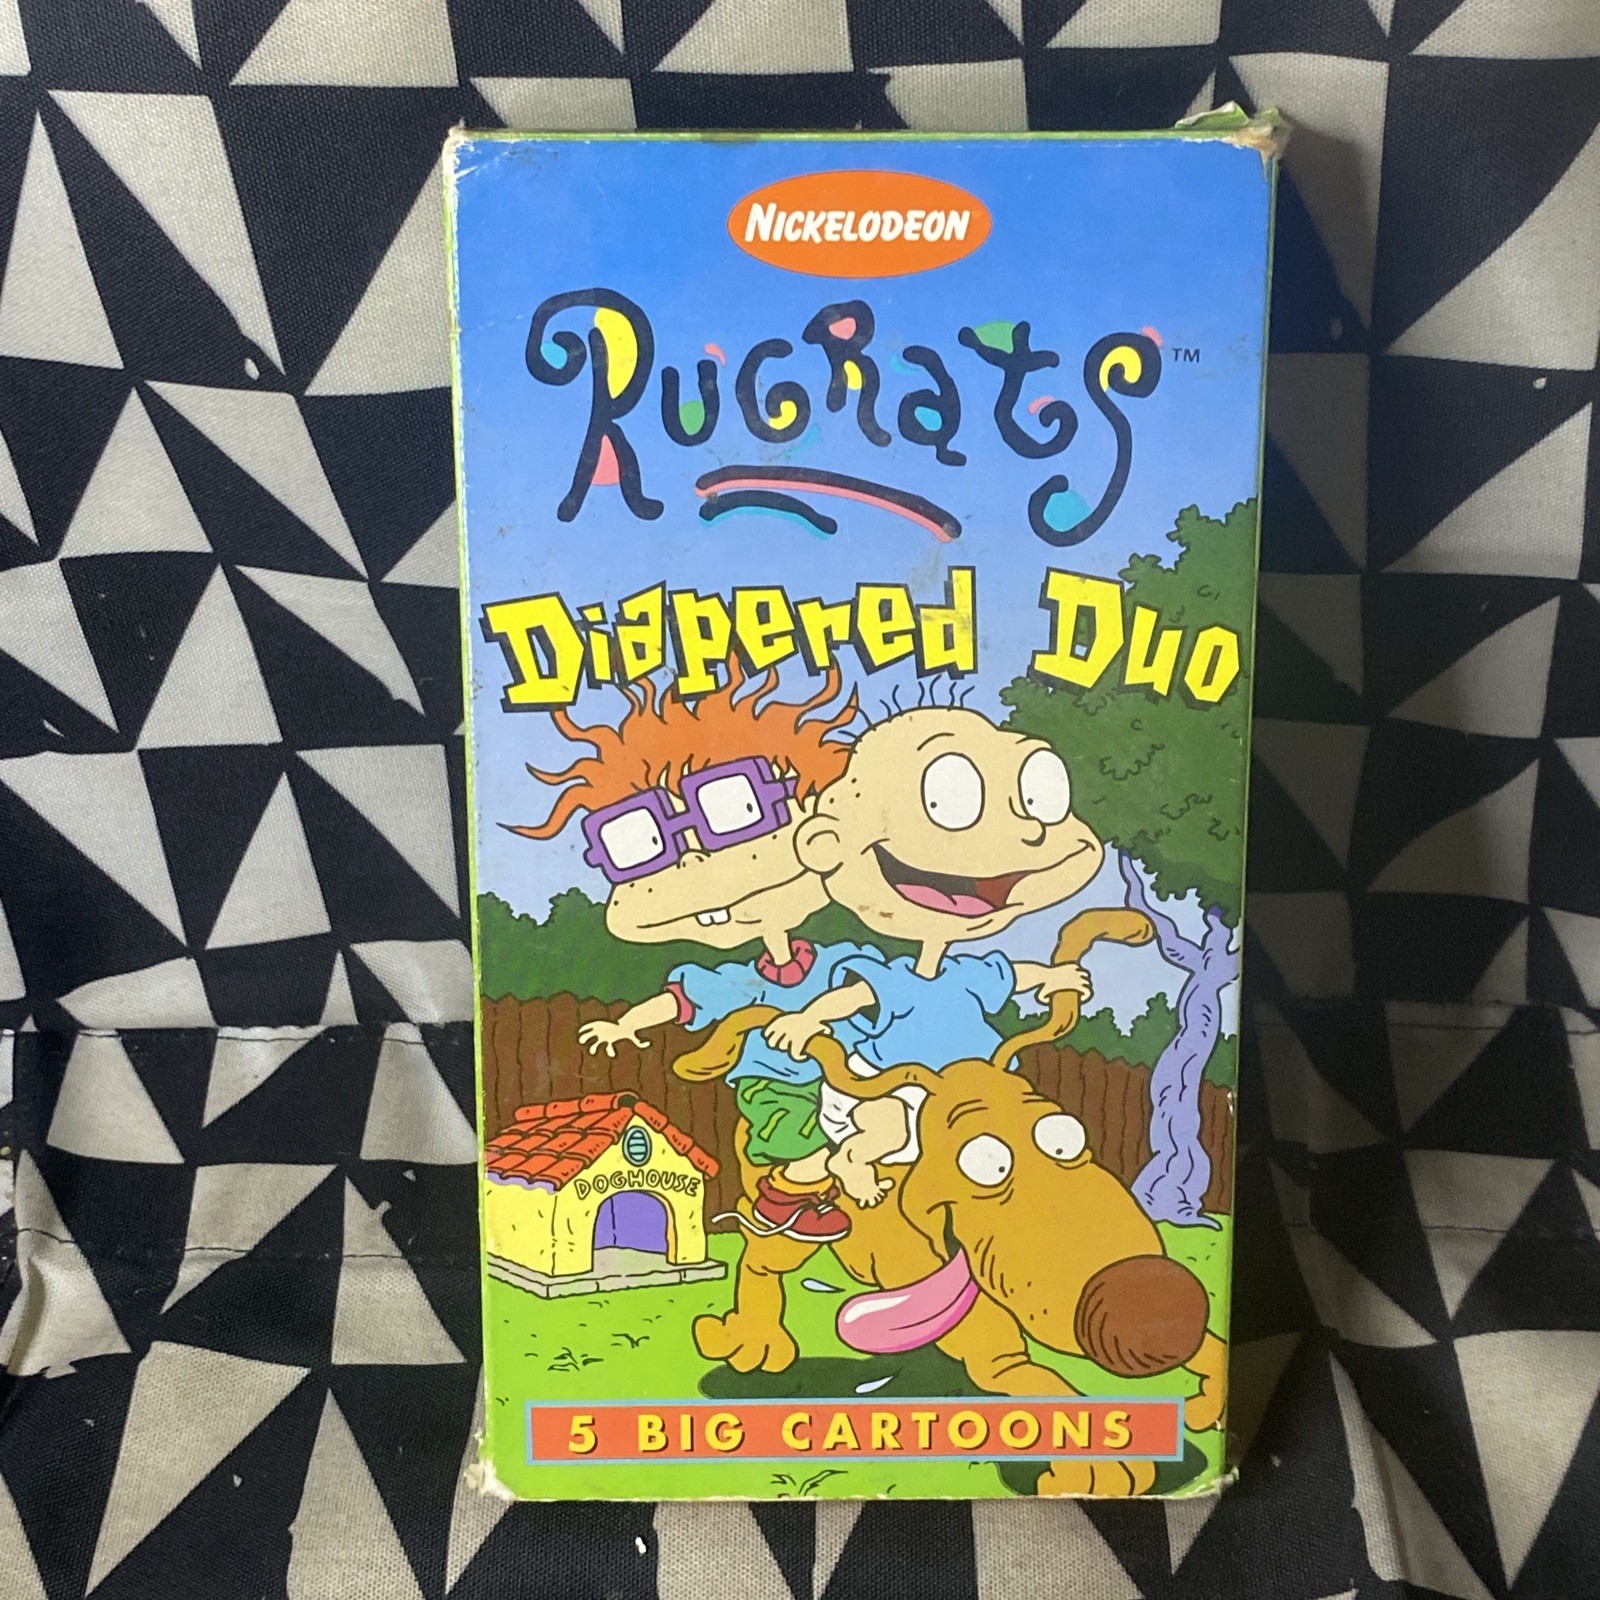 NICKELODEON
RUGRATS™
Diapered Duo
DOGHOUSE
5 BIG CARTOONS